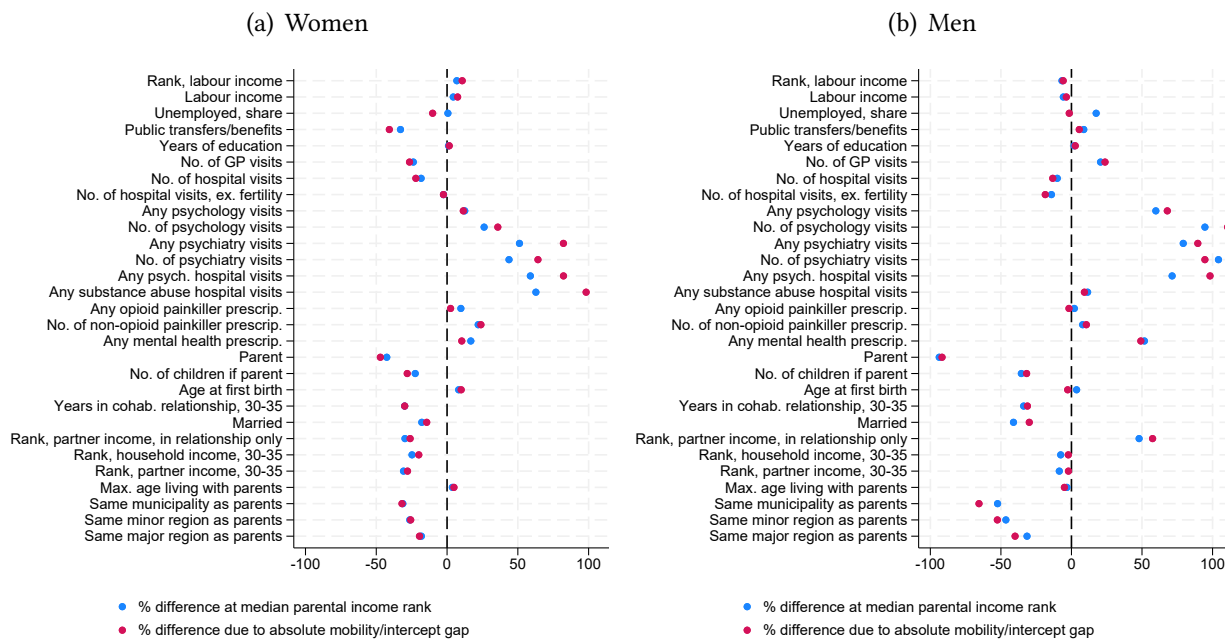 (a) Women
Rank, labour income
Labour income
Unemployed, share
Public transfers/benefits
Years of education
No. of GP visits
No. of hospital visits
No. of hospital visits, ex. fertility
Any psychology visits
No. of psychology visits
Any psychiatry visits
No. of psychiatry visits
Any psych. hospital visits
Any substance abuse hospital visits
Any opioid painkiller prescrip.
No. of non-opioid painkiller prescrip.
Any mental health prescrip.
Parent
No. of children if parent
Age at first birth
Years in cohab. relationship, 30-35
Married
Rank, partner income, in relationship only
Rank, household income, 30-35
Rank, partner income, 30-35
Max. age living with parents
Same municipality as parents
Same minor region as parents
Same major region as parents
-100 -50 0 50 100
% difference at median parental income rank
% difference due to absolute mobility/intercept gap
(b) Men
Rank, labour income
Labour income
Unemployed, share
Public transfers/benefits
Years of education
No. of GP visits
No. of hospital visits
No. of hospital visits, ex. fertility
Any psychology visits
No. of psychology visits
Any psychiatry visits
No. of psychiatry visits
Any psych. hospital visits
Any substance abuse hospital visits
Any opioid painkiller prescrip.
No. of non-opioid painkiller prescrip.
Any mental health prescrip.
Parent
No. of children if parent
Age at first birth
Years in cohab. relationship, 30-35
Married
Rank, partner income, in relationship only
Rank, household income, 30-35
Rank, partner income, 30-35
Max. age living with parents
Same municipality as parents
Same minor region as parents
Same major region as parents
-100 -50 0 50 100
% difference at median parental income rank
% difference due to absolute mobility/intercept gap